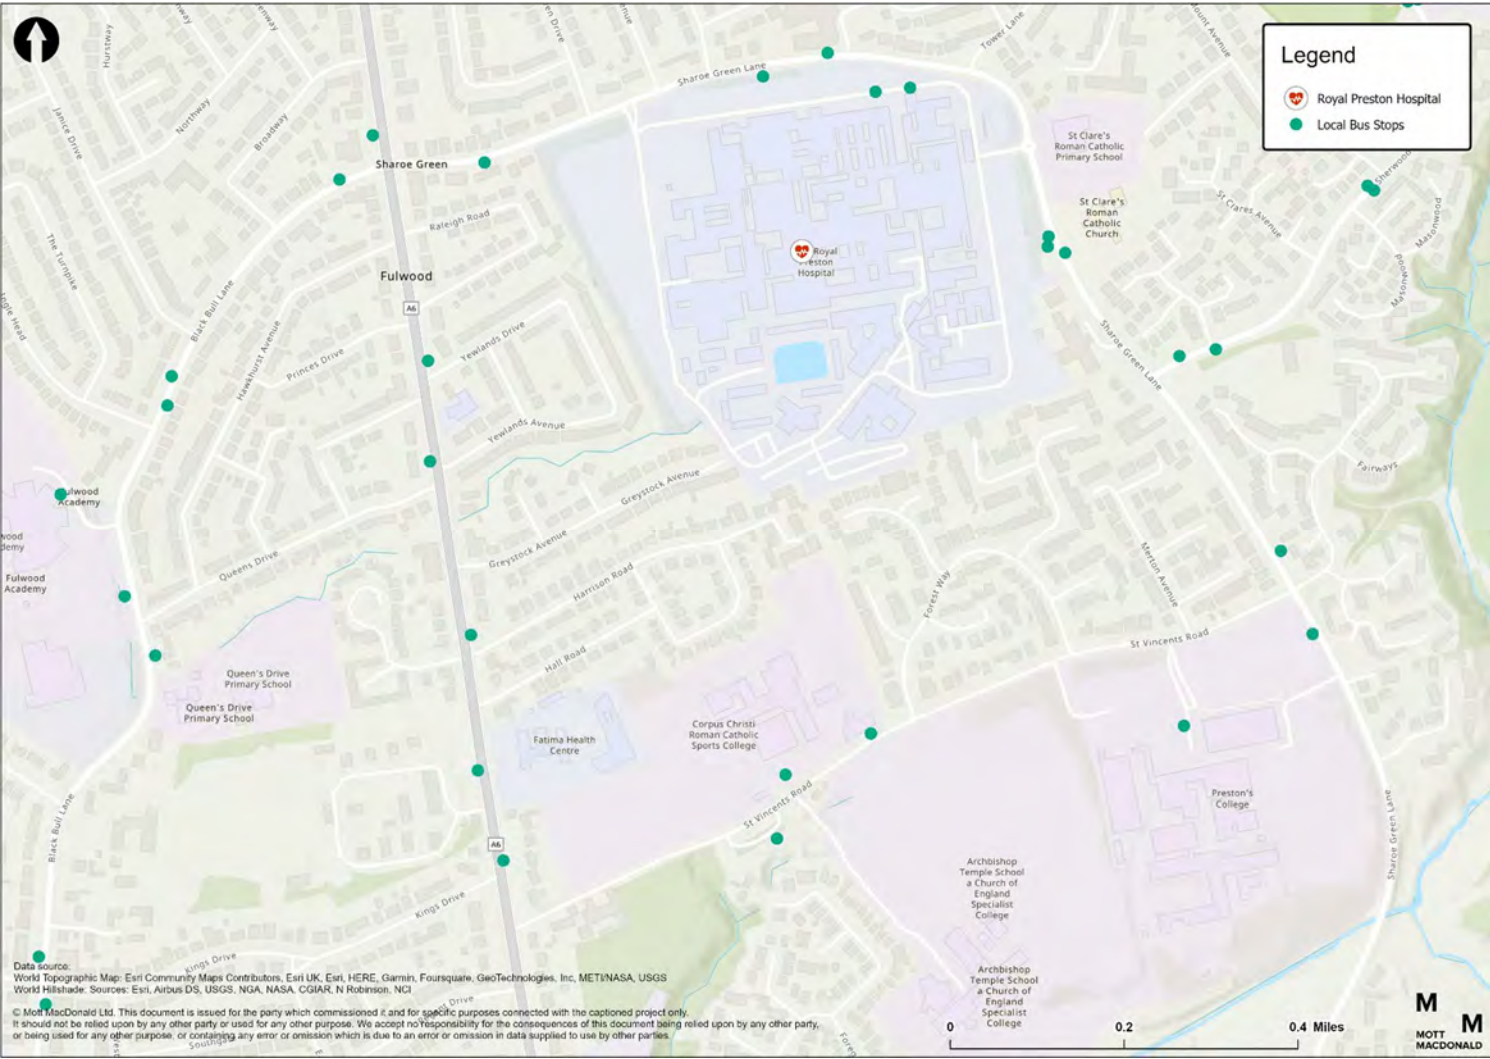 Hurstway
Northway
Broadway
Janice Drive
The Turnpike
Sharoe Green Lane
Tower Lane
Legend
Royal Preston Hospital
Local Bus Stops
Sharoe Green
Raleigh Road
Fulwood
A6
St Clare's
Roman Catholic
Primary School
St Clare's
Roman
Catholic
Church
St Clares Avenue
Sherwood
Masonwood
Masonwood
Royal
Preston
Hospital
Black Bull Lane
Hawkhurst Avenue
Princes Drive
Yewlands Drive
Yewlands Avenue
Sharoe Green Lane
Fairways
Fulwood
Academy
Fulwood
Academy
Queens Drive
Greystock Avenue
Greystock Avenue
Harrison Road
Hall Road
Forest Way
Merton Avenue
St Vincents Road
Queen's Drive
Primary School
Queen's Drive
Primary School
Fatima Health
Centre
Corpus Christi
Roman Catholic
Sports College
St Vincents Road
Preston's
College
Black Bull Lane
A6
Kings Drive
Kings Drive
Sharoe Green Lane
Archbishop
Temple School
a Church of
England
Specialist
College
Archbishop
Temple School
a Church of
England
Specialist
College
Data source:
World Topographic Map: Esri Community Maps Contributors, Esri UK, Esri, HERE, Garmin, Foursquare, GeoTechnologies, Inc, METI/NASA, USGS
World Hillshade: Sources: Esri, Airbus DS, USGS, NGA, NASA, CGIAR, N Robinson, NCI
© Mott MacDonald Ltd. This document is issued for the party which commissioned it and for specific purposes connected with the captioned project only.
It should not be relied upon by any other party or used for any other purpose. We accept no responsibility for the consequences of this document being relied upon by any other party,
or being used for any other purpose, or containing any error or omission which is due to an error or omission in data supplied to use by other parties.
0 0.2 0.4 Miles
M M
MOTT
MACDONALD